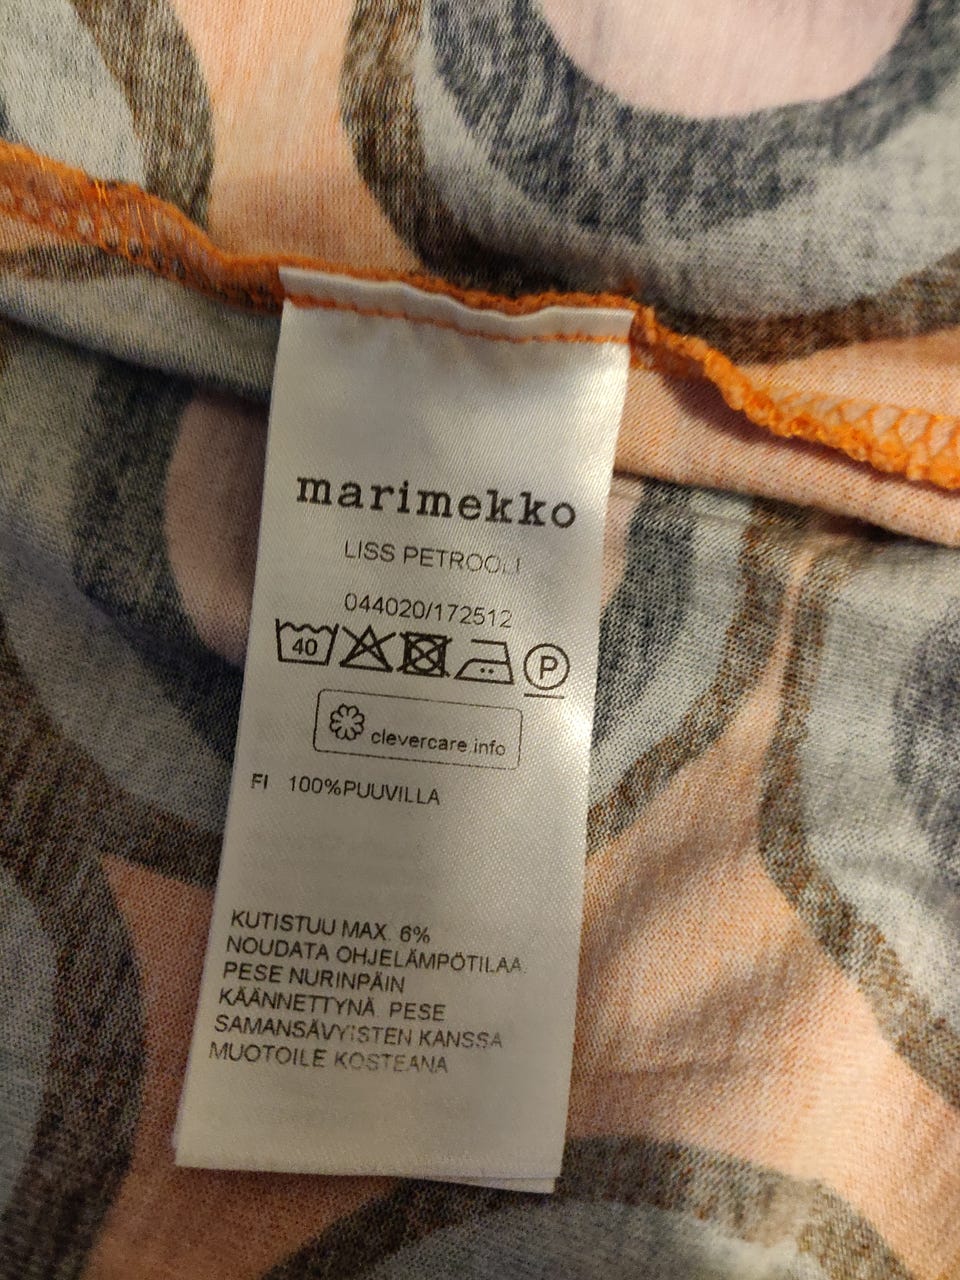 marimekko
LISS PETROOLI
044020/172512
40
P
clevercare.info
FI 100%PUUVILLA
KUTISTUU MAX. 6%
NOUDATA OHJELÄMPÖTILAA.
PESE NURINPÄIN
KÄÄNNETTYNÄ. PESE
SAMANSÄVYISTEN KANSSA
MUOTOILE KOSTEANA